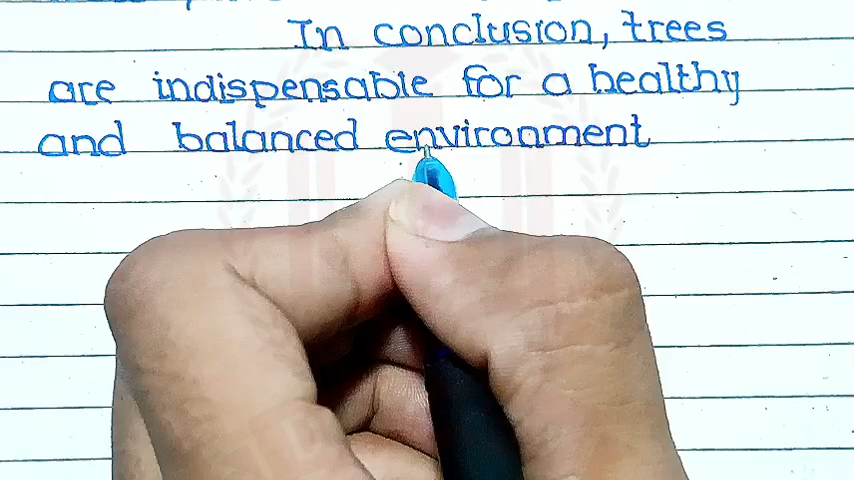 In conclusion, trees
are indispensable for a healthy
and balanced environment